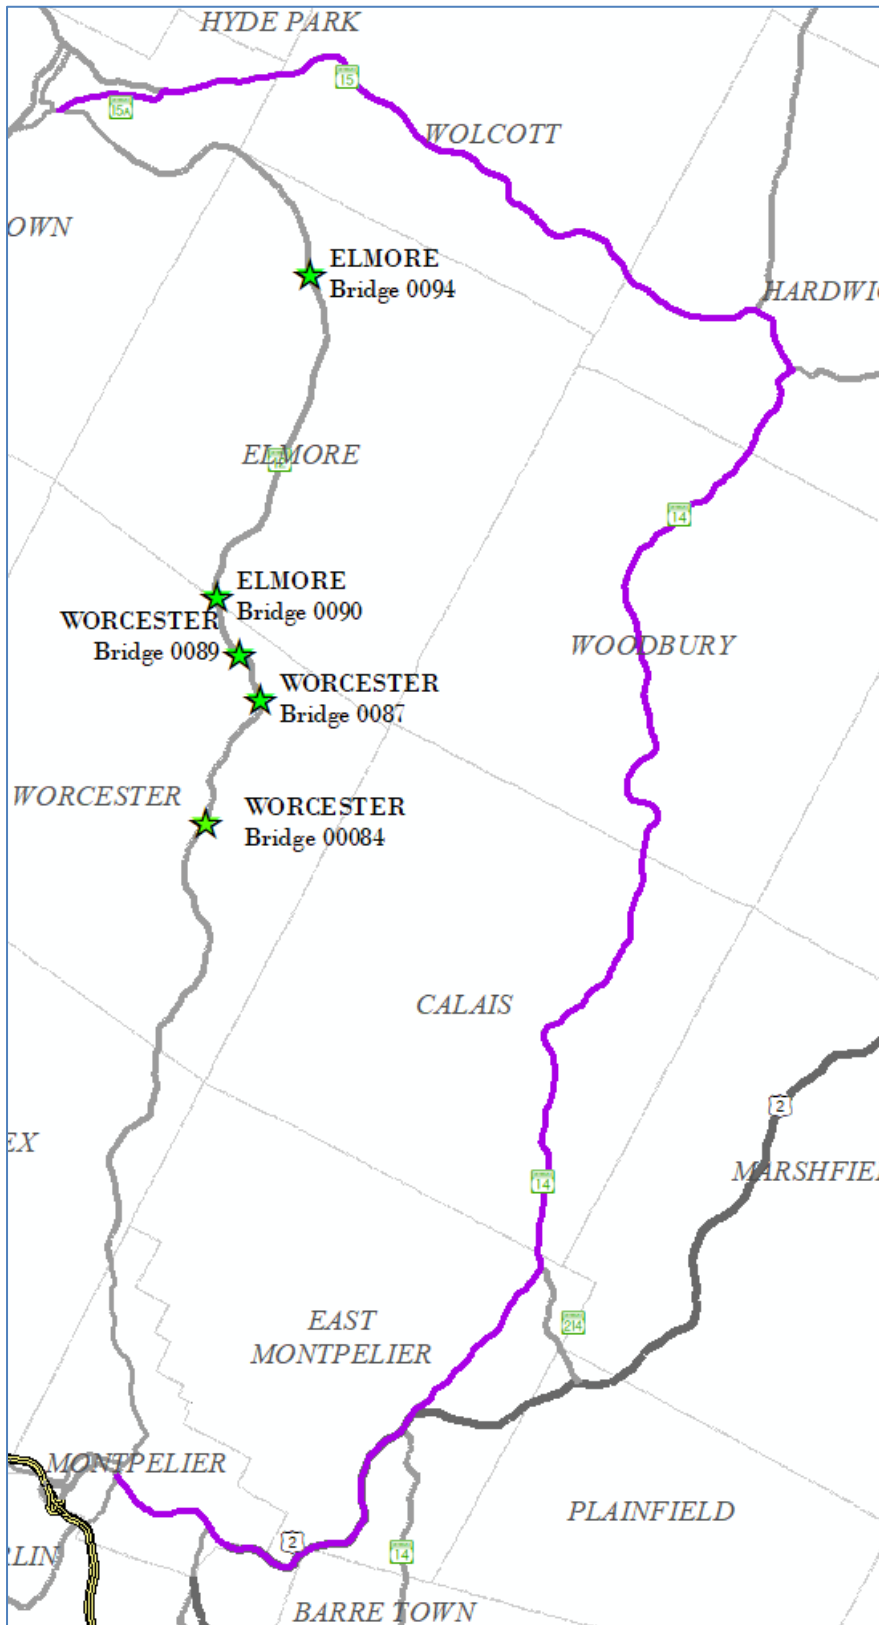 HYDE PARK
15
15A
WOLCOTT
OWN
ELMORE
Bridge 0094
HARDWIC
ELMORE
14
ELMORE
Bridge 0090
WORCESTER
Bridge 0089
WOODBURY
WORCESTER
Bridge 0087
WORCESTER
WORCESTER
Bridge 00084
CALAIS
2
EX
MARSHFIEL
14
EAST
MONTPELIER
214
MONTPELIER
PLAINFIELD
2
14
RLIN
BARRE TOWN